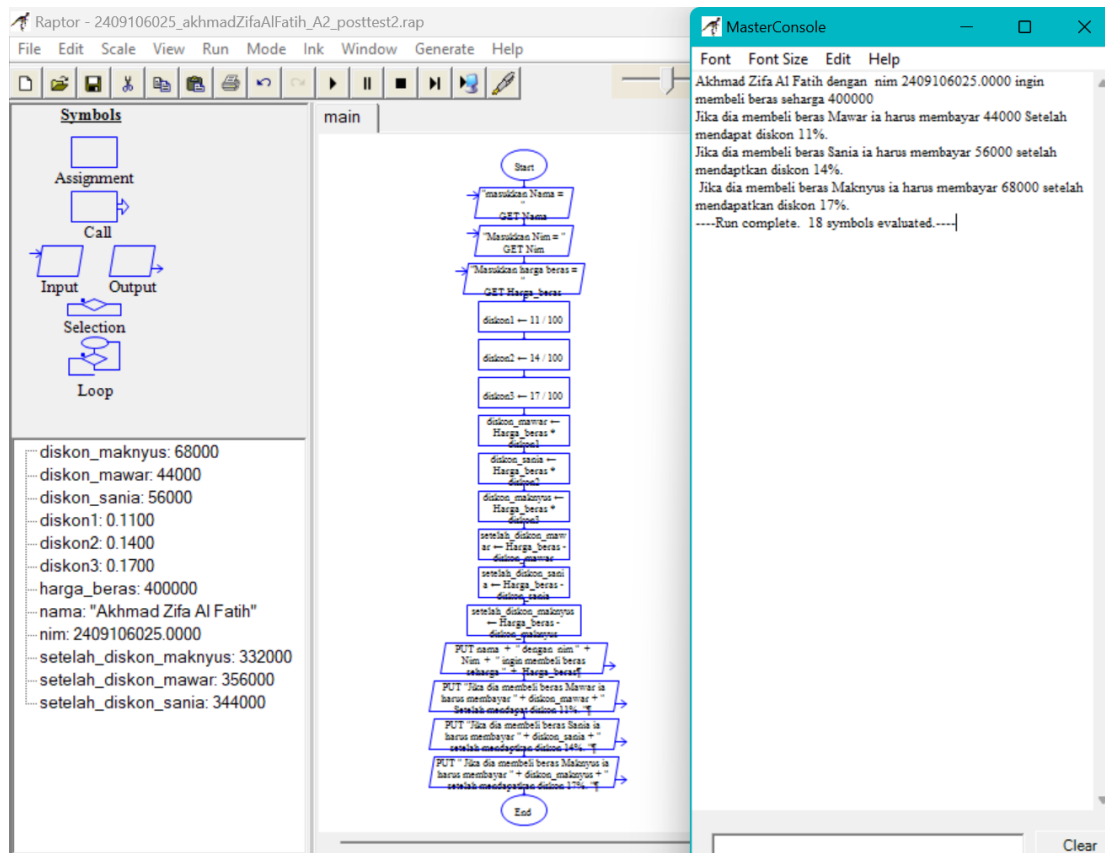 Raptor - 2409106025_akhmadZifaAlFatih_A2_posttest2.rap
File Edit Scale View Run Mode Ink Window Generate Help
Symbols
Assignment
Call
Input Output
Selection
Loop
diskon_maknyus: 68000
diskon_mawar: 44000
diskon_sania: 56000
diskon1: 0.1100
diskon2: 0.1400
diskon3: 0.1700
harga_beras: 400000
nama: "Akhmad Zifa Al Fatih"
nim: 2409106025.0000
setelah_diskon_maknyus: 332000
setelah_diskon_mawar: 356000
setelah_diskon_sania: 344000
main
Start
"masukkan Nama =
"
GET Nama
"Masukkan Nim = "
GET Nim
"Masukkan harga beras =
"
GET Harga_beras
diskon1 ← 11 / 100
diskon2 ← 14 / 100
diskon3 ← 17 / 100
diskon_mawar ←
Harga_beras *
diskon1
diskon_sania ←
Harga_beras *
diskon2
diskon_maknyus ←
Harga_beras *
diskon3
setelah_diskon_maw
ar ← Harga_beras -
diskon_mawar
setelah_diskon_sani
a ← Harga_beras -
diskon_sania
setelah_diskon_maknyus
← Harga_beras -
diskon_maknyus
PUT nama + " dengan nim " +
Nim + " ingin membeli beras
seharga " + Harga_beras¶
PUT "Jika dia membeli beras Mawar ia
harus membayar " + diskon_mawar + "
Setelah mendapat diskon 11%. "¶
PUT "Jika dia membeli beras Sania ia
harus membayar " + diskon_sania + "
setelah mendaptkan diskon 14%. "¶
PUT " Jika dia membeli beras Maknyus ia
harus membayar " + diskon_maknyus + "
setelah mendapatkan diskon 17%. "¶
End
MasterConsole
Font Font Size Edit Help
Akhmad Zifa Al Fatih dengan nim 2409106025.0000 ingin
membeli beras seharga 400000
Jika dia membeli beras Mawar ia harus membayar 44000 Setelah
mendapat diskon 11%.
Jika dia membeli beras Sania ia harus membayar 56000 setelah
mendaptkan diskon 14%.
Jika dia membeli beras Maknyus ia harus membayar 68000 setelah
mendapatkan diskon 17%.
----Run complete. 18 symbols evaluated.----
Clear